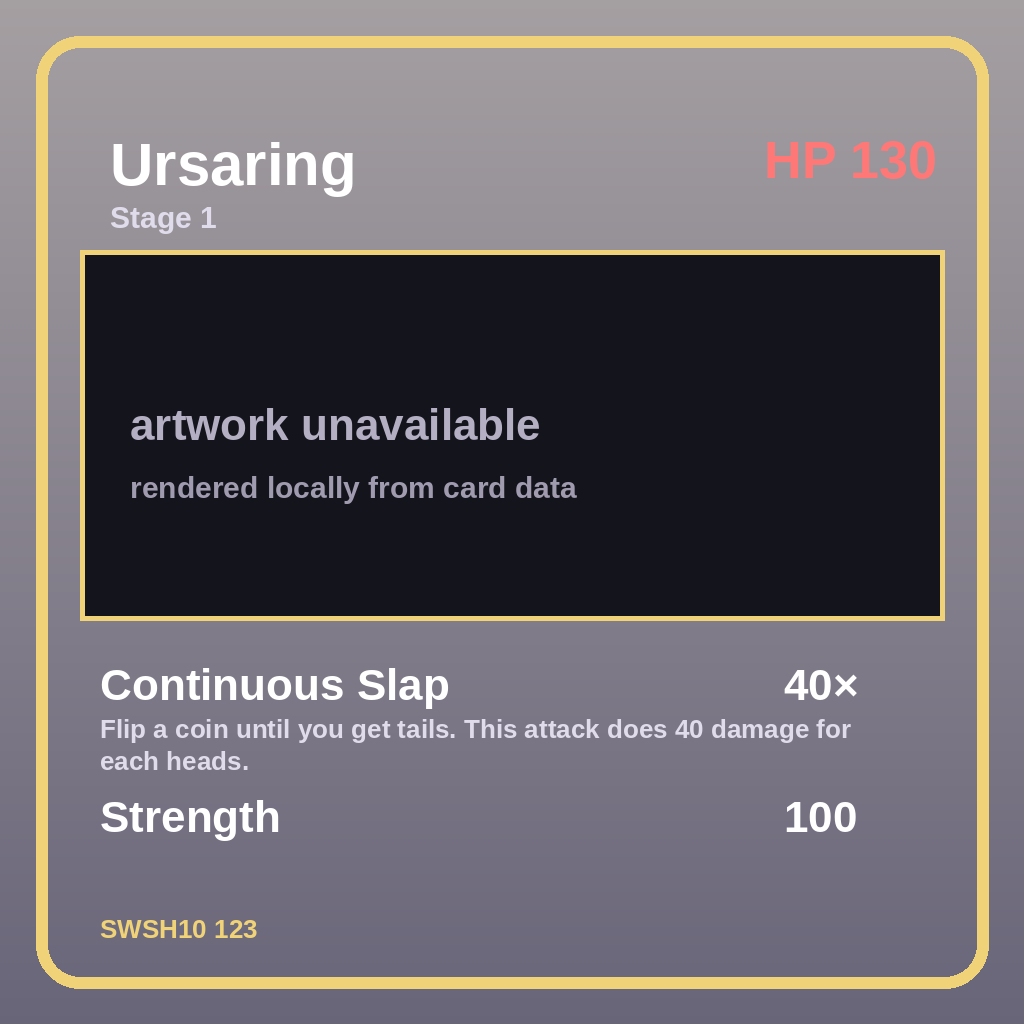 Ursaring
HP 130
Stage 1
artwork unavailable
rendered locally from card data
Continuous Slap 40×
Flip a coin until you get tails. This attack does 40 damage for
each heads.
Strength 100
SWSH10 123